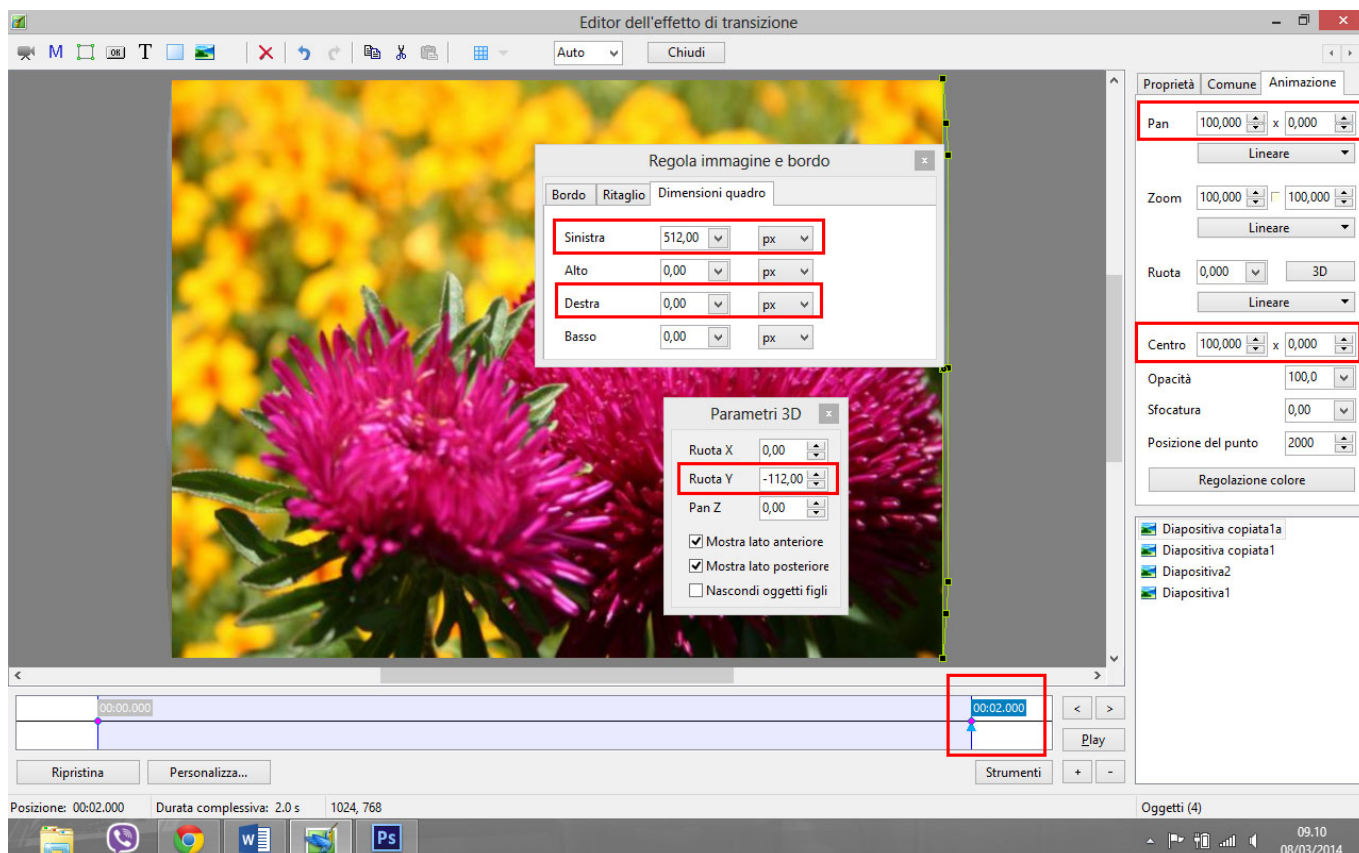 Editor dell'effetto di transizione
M OK T Auto Chiudi
Proprietà Comune Animazione
Pan 100,000 x 0,000
Lineare
Zoom 100,000 100,000
Lineare
Ruota 0,000 3D
Lineare
Centro 100,000 x 0,000
Opacità 100,0
Sfocatura 0,00
Posizione del punto 2000
Regolazione colore
Regola immagine e bordo
Bordo Ritaglio Dimensioni quadro
Sinistra 512,00 px
Alto 0,00 px
Destra 0,00 px
Basso 0,00 px
Parametri 3D
Ruota X 0,00
Ruota Y -112,00
Pan Z 0,00
Mostra lato anteriore
Mostra lato posteriore
Nascondi oggetti figli
Diapositiva copiata1a
Diapositiva copiata1
Diapositiva2
Diapositiva1
00:00.000 00:02.000
< >
Play
Ripristina Personalizza... Strumenti + -
Posizione: 00:02.000 Durata complessiva: 2.0 s 1024, 768 Oggetti (4)
W Ps
09.10
08/03/2014